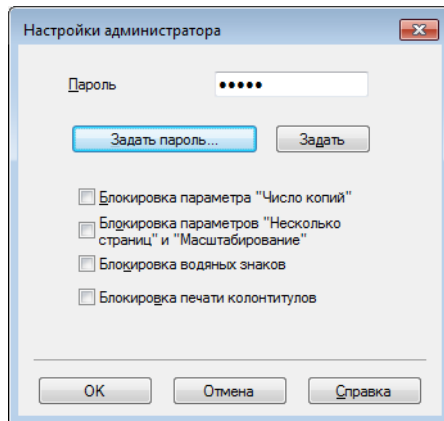 Настройки администратора
Пароль
•••••
Задать пароль...
Задать
Блокировка параметра "Число копий"
Блокировка параметров "Несколько
страниц" и "Масштабирование"
Блокировка водяных знаков
Блокировка печати колонтитулов
OK
Отмена
Справка